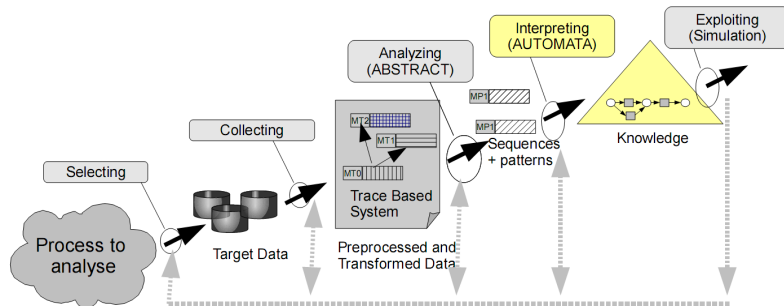 Exploiting
(Simulation)
Interpreting
(AUTOMATA)
Analyzing
(ABSTRACT)
MP1
MT2
Collecting
MT1
MP1
Knowledge
Sequences
+ patterns
Selecting
MT0
Trace Based
System
Process to
analyse
Target Data
Preprocessed and
Transformed Data